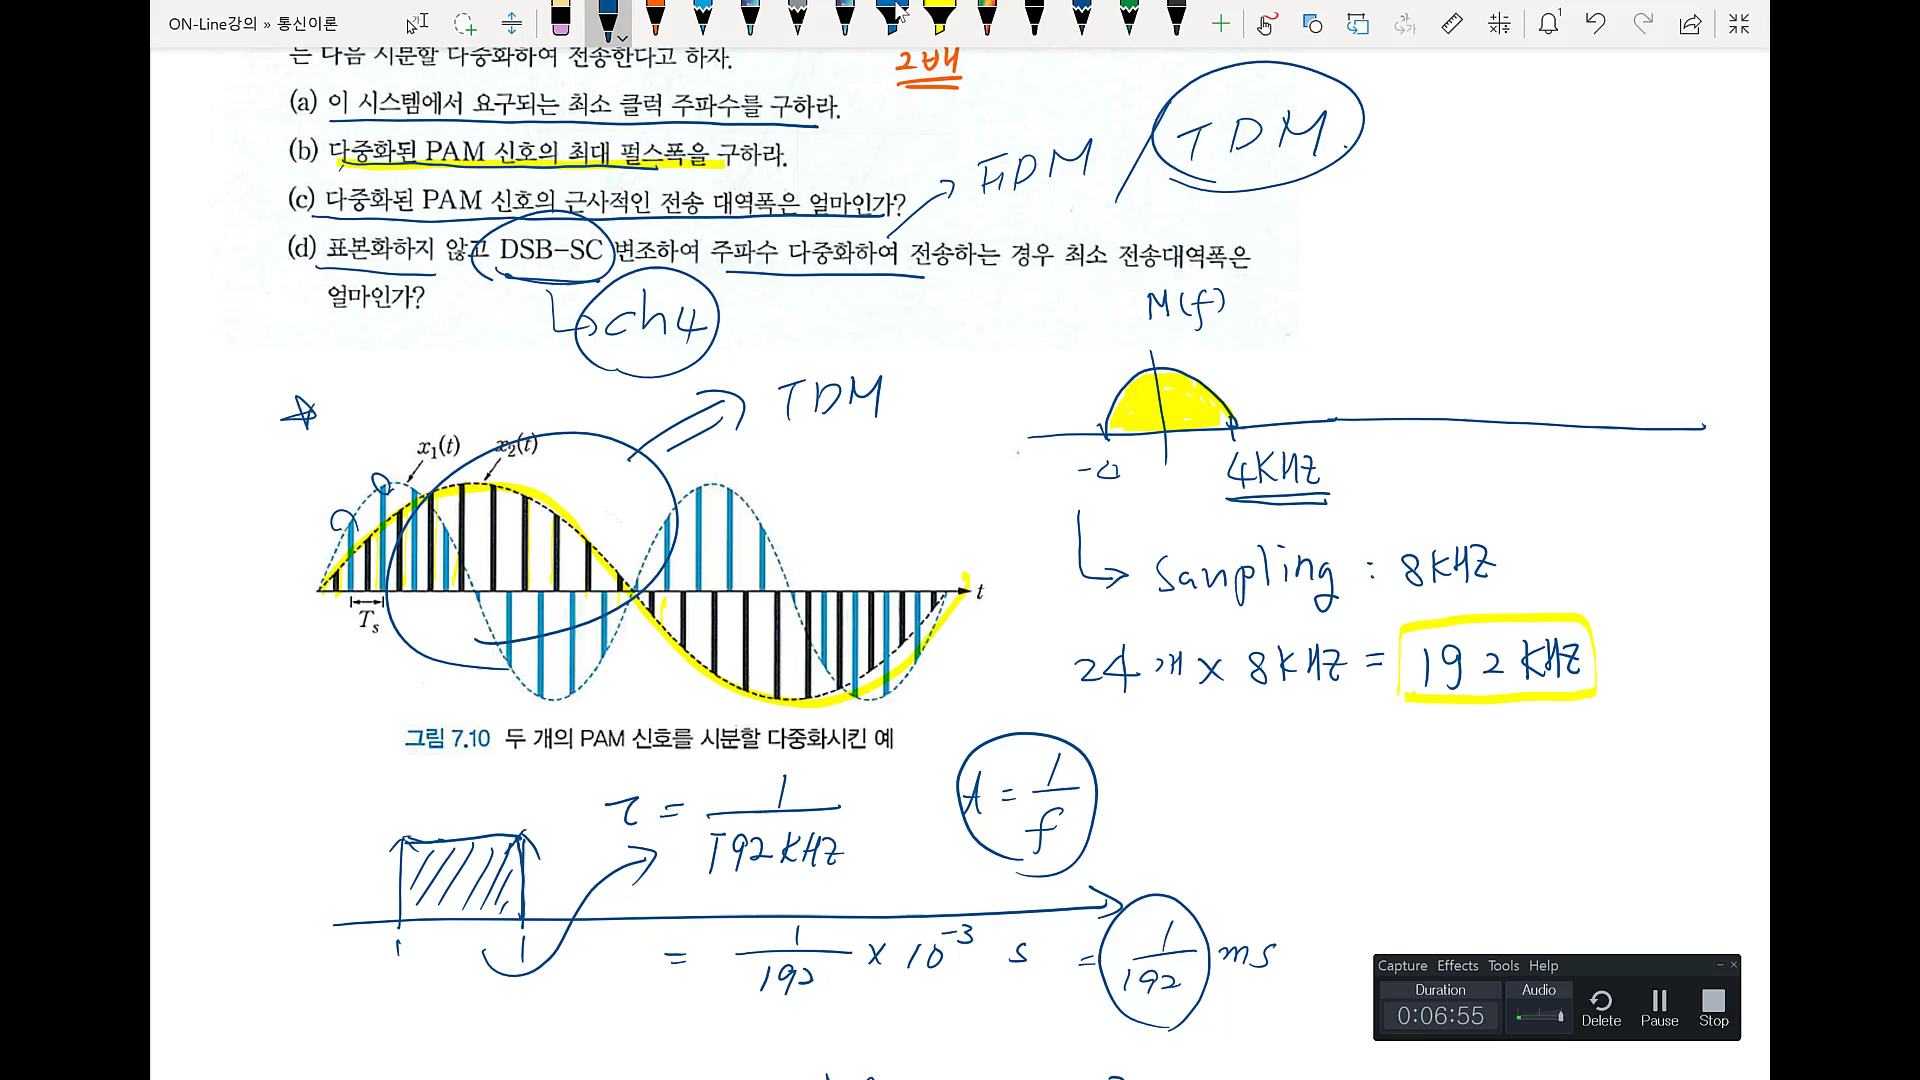 ON-Line강의 » 통신이론
는 다음 시분할 다중화하여 전송한다고 하자.
2배
(a) 이 시스템에서 요구되는 최소 클럭 주파수를 구하라.
TDM
(b) 다중화된 PAM 신호의 최대 펄스폭을 구하라.
FDM /
(c) 다중화된 PAM 신호의 근사적인 전송 대역폭은 얼마인가?
(d) 표본화하지 않고 DSB-SC 변조하여 주파수 다중화하여 전송하는 경우 최소 전송대역폭은
얼마인가?
M(f)
ch4
TDM
x1(t) x2(t)
4KHz
Ts
t
Sanpling : 8KHZ
24개 × 8KHZ = 192KHZ
그림 7.10 두 개의 PAM 신호를 시분할 다중화시킨 예
τ = 1/192KHZ
= 1/f
= 1/192 × 10^-3 s = 1/192 ms
Capture Effects Tools Help
Duration Audio
0:06:55 Delete Pause Stop